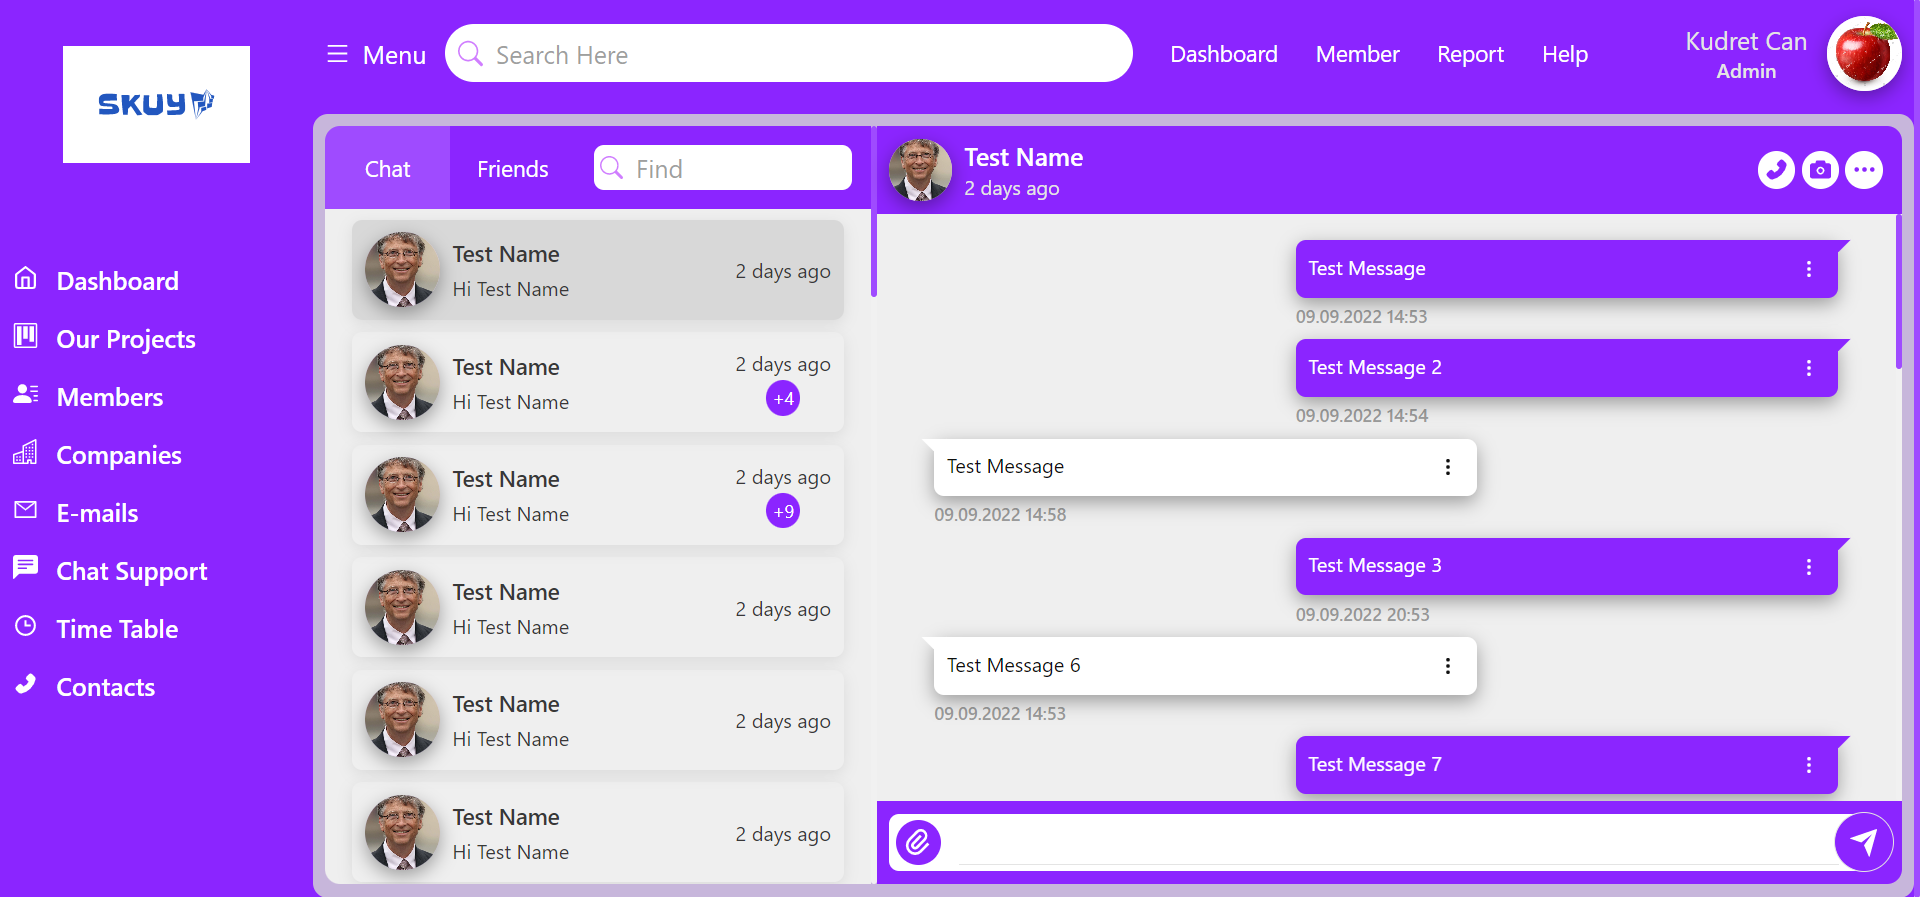 SKUY
Menu
Search Here
Dashboard
Member
Report
Help
Kudret Can
Admin
Dashboard
Our Projects
Members
Companies
E-mails
Chat Support
Time Table
Contacts
Chat
Friends
Find
Test Name
Hi Test Name
2 days ago
Test Name
Hi Test Name
2 days ago
+4
Test Name
Hi Test Name
2 days ago
+9
Test Name
Hi Test Name
2 days ago
Test Name
Hi Test Name
2 days ago
Test Name
Hi Test Name
2 days ago
Test Name
2 days ago
Test Message
09.09.2022 14:53
Test Message 2
09.09.2022 14:54
Test Message
09.09.2022 14:58
Test Message 3
09.09.2022 20:53
Test Message 6
09.09.2022 14:53
Test Message 7